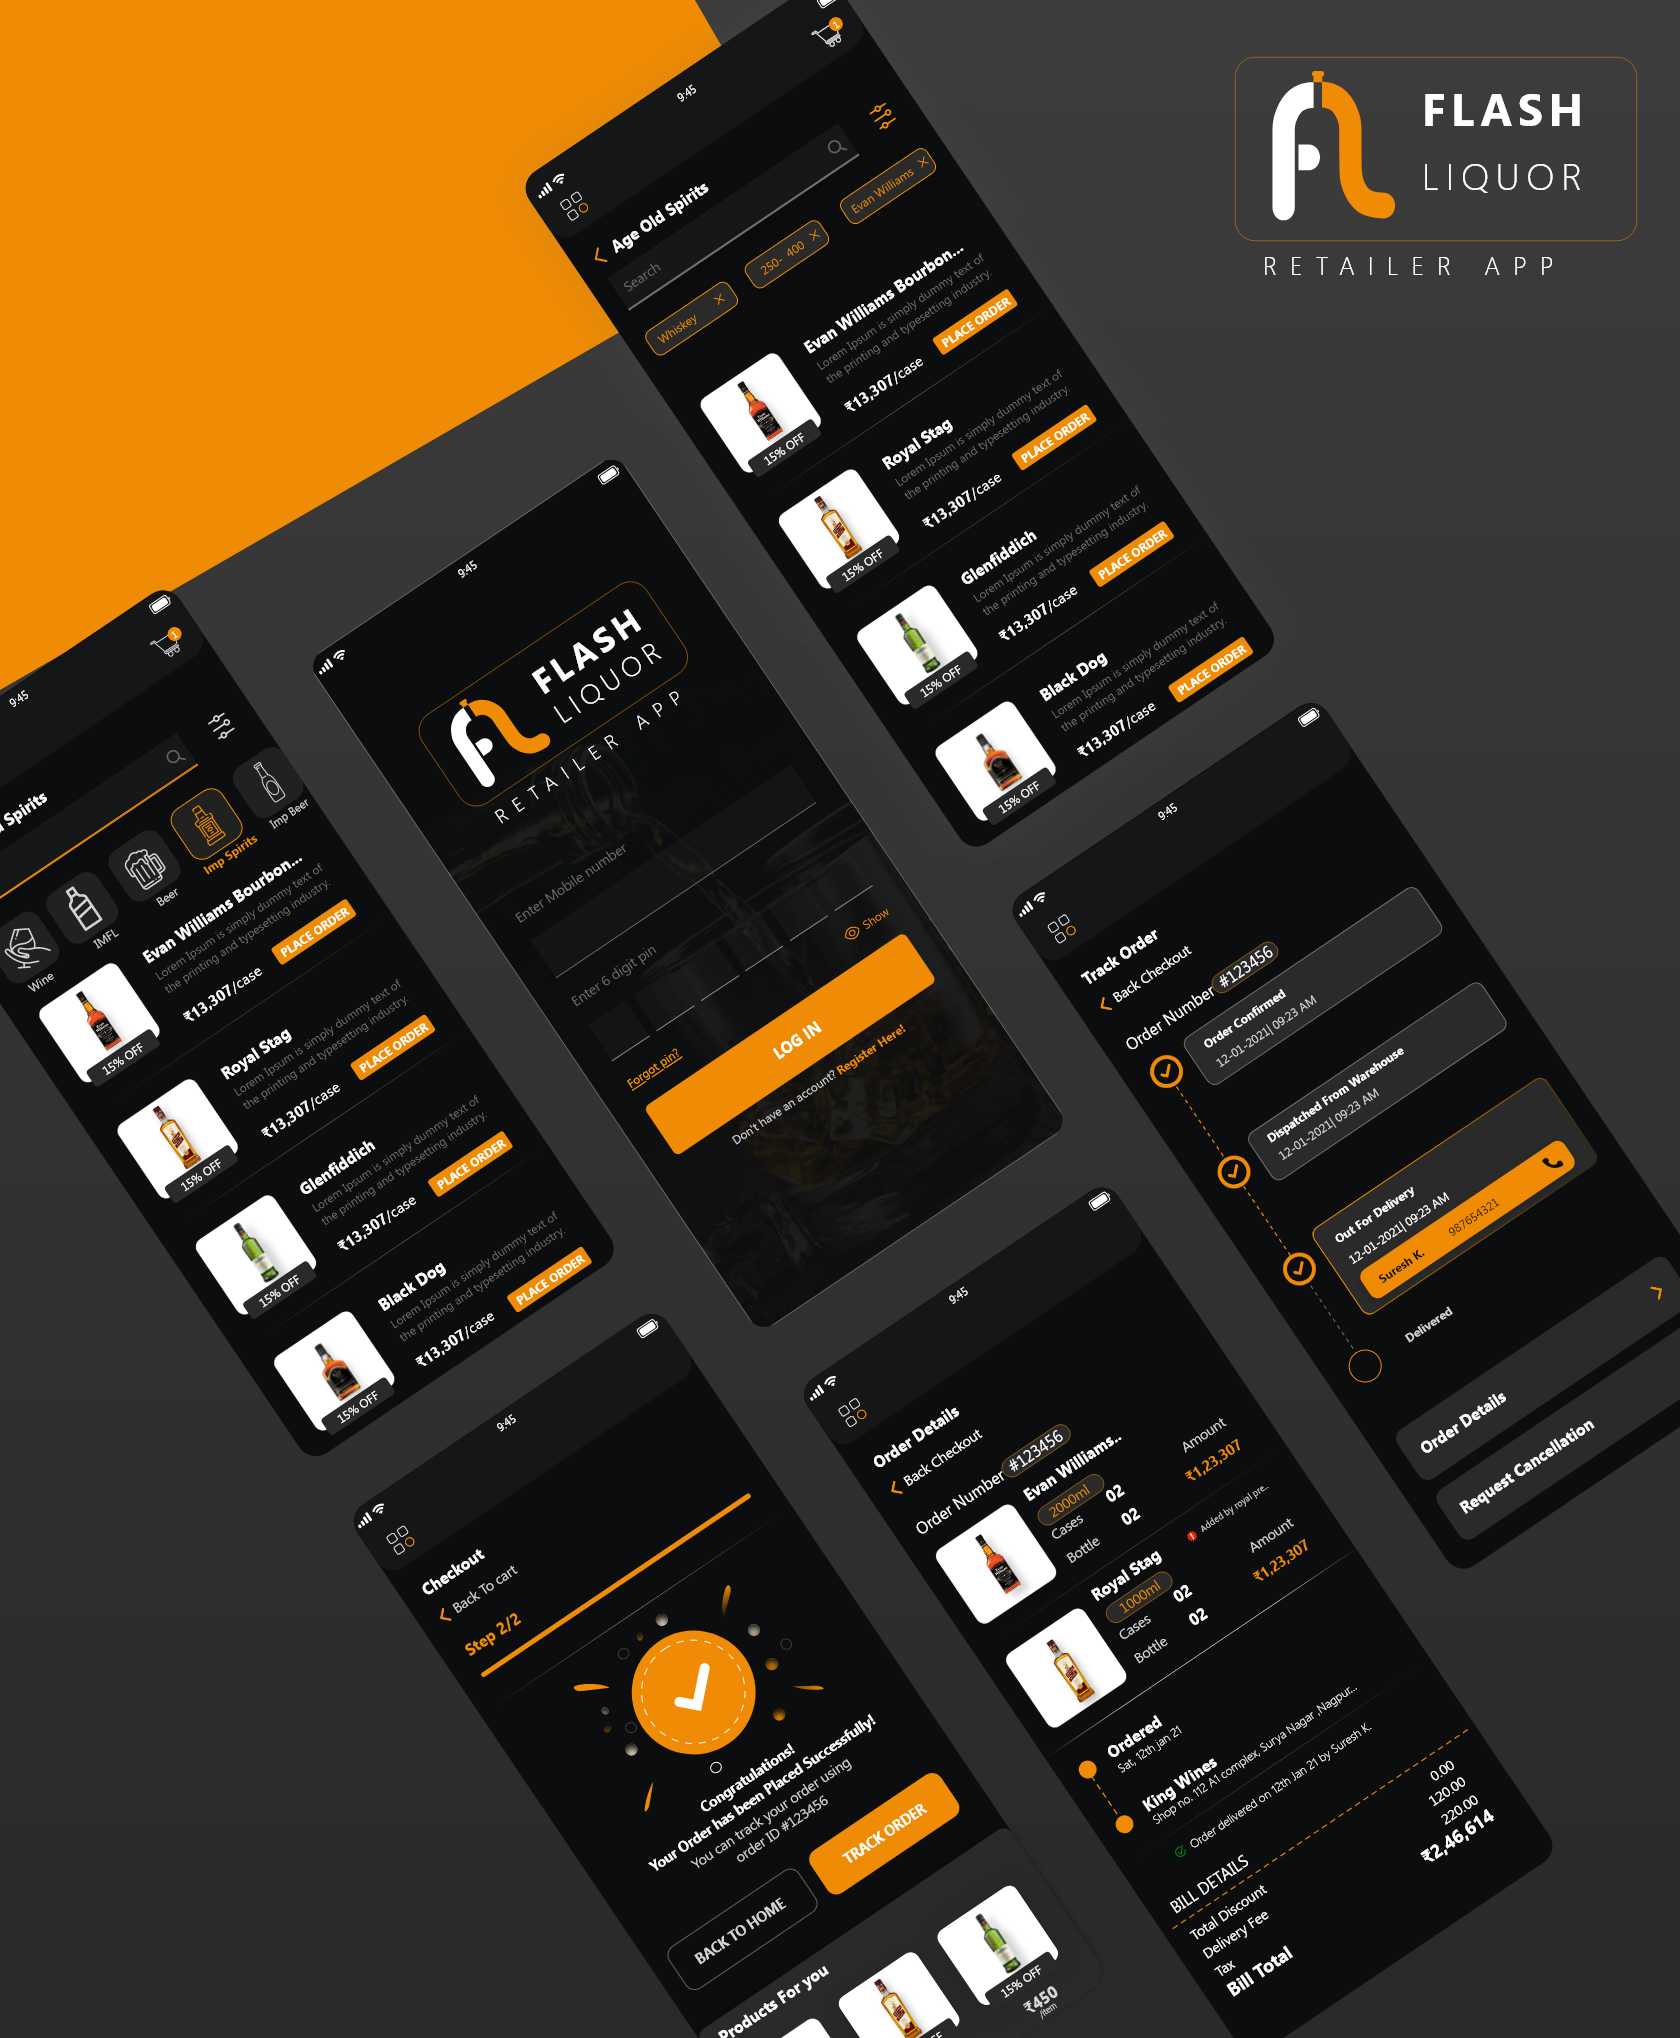 FLASH
LIQUOR
RETAILER APP
9:45
1
Age Old Spirits
Search
Whiskey
250- 400
Evan Williams
Evan Williams Bourbon...
Lorem Ipsum is simply dummy text of
the printing and typesetting industry.
₹13,307/case
PLACE ORDER
15% OFF
Royal Stag
Lorem Ipsum is simply dummy text of
the printing and typesetting industry.
₹13,307/case
PLACE ORDER
15% OFF
Glenfiddich
Lorem Ipsum is simply dummy text of
the printing and typesetting industry.
₹13,307/case
PLACE ORDER
15% OFF
Black Dog
Lorem Ipsum is simply dummy text of
the printing and typesetting industry.
₹13,307/case
PLACE ORDER
15% OFF
9:45
FLASH
LIQUOR
RETAILER APP
Enter Mobile number
Enter 6 digit pin
Show
Forgot pin?
LOG IN
Don't have an account? Register Here!
9:45
1
Spirits
Wine
IMFL
Beer
Imp Spirits
Imp Beer
Evan Williams Bourbon...
Lorem Ipsum is simply dummy text of
the printing and typesetting industry.
₹13,307/case
PLACE ORDER
15% OFF
Royal Stag
Lorem Ipsum is simply dummy text of
the printing and typesetting industry.
₹13,307/case
PLACE ORDER
15% OFF
Glenfiddich
Lorem Ipsum is simply dummy text of
the printing and typesetting industry.
₹13,307/case
PLACE ORDER
15% OFF
Black Dog
Lorem Ipsum is simply dummy text of
the printing and typesetting industry.
₹13,307/case
PLACE ORDER
15% OFF
9:45
Track Order
Back Checkout
Order Number #123456
Order Confirmed
12-01-2021| 09:23 AM
Dispatched From Warehouse
12-01-2021| 09:23 AM
Out For Delivery
12-01-2021| 09:23 AM
Suresh K. 987654321
Delivered
Order Details
Request Cancellation
9:45
Checkout
Back To cart
Step 2/2
Congratulations!
Your Order has been Placed Successfully!
You can track your order using
order ID #123456
BACK TO HOME
TRACK ORDER
Products For you
15% OFF
₹450
/item
9:45
Order Details
Back Checkout
Order Number #123456
Evan Williams..
2000ml
Cases 02
Bottle 02
Amount
₹1,23,307
Added by royal pre..
Royal Stag
1000ml
Cases 02
Bottle 02
Amount
₹1,23,307
Ordered
Sat, 12th jan 21
King Wines
Shop no. 112 A1 complex, Surya Nagar ,Nagpur...
Order delivered on 12th Jan 21 by Suresh K.
BILL DETAILS
Total Discount 0.00
Delivery Fee 120.00
Tax 220.00
Bill Total ₹2,46,614